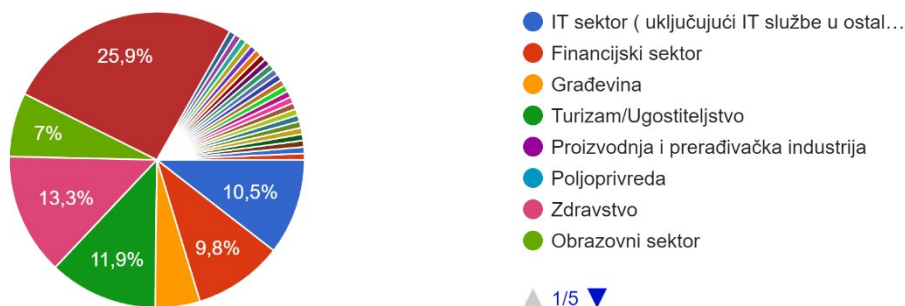 25,9%
7%
13,3%
11,9%
9,8%
10,5%
IT sektor ( uključujući IT službe u ostal…
Financijski sektor
Građevina
Turizam/Ugostiteljstvo
Proizvodnja i prerađivačka industrija
Poljoprivreda
Zdravstvo
Obrazovni sektor
1/5